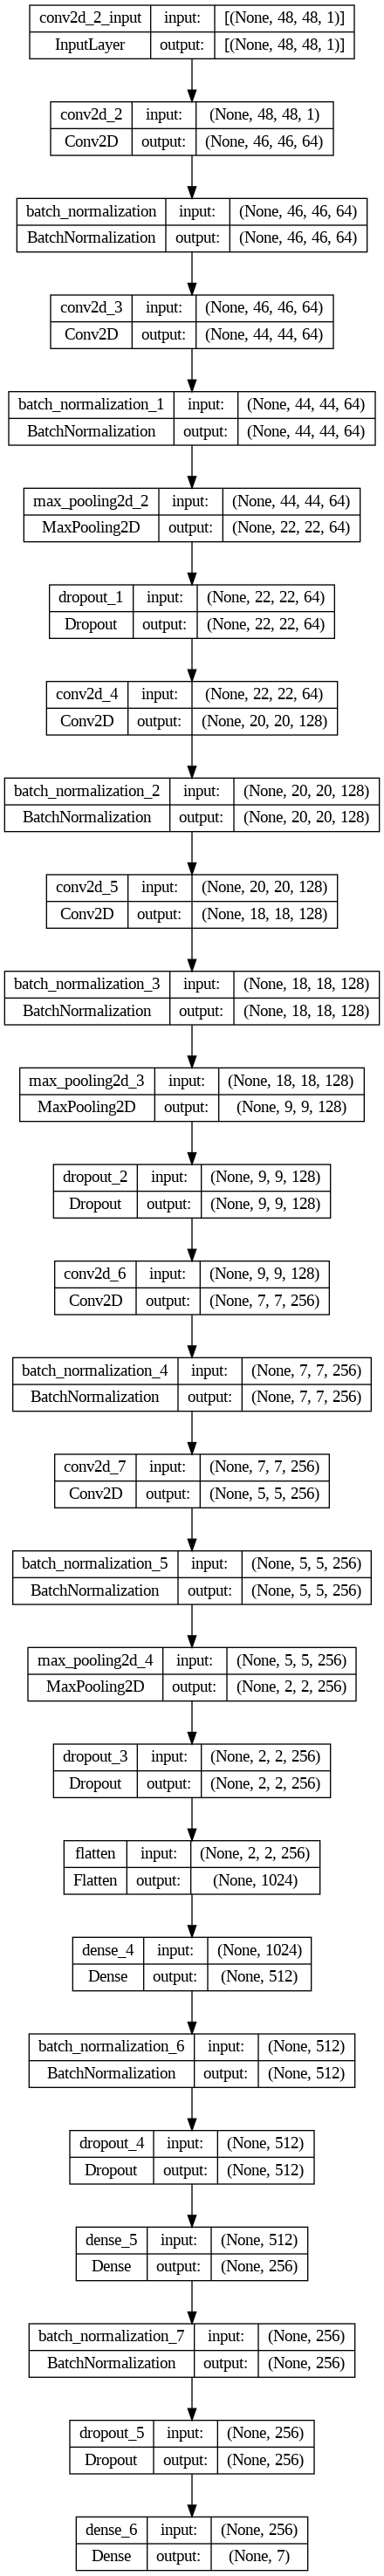 conv2d_2_input input: [(None, 48, 48, 1)]
InputLayer output: [(None, 48, 48, 1)]
conv2d_2 input: (None, 48, 48, 1)
Conv2D output: (None, 46, 46, 64)
batch_normalization input: (None, 46, 46, 64)
BatchNormalization output: (None, 46, 46, 64)
conv2d_3 input: (None, 46, 46, 64)
Conv2D output: (None, 44, 44, 64)
batch_normalization_1 input: (None, 44, 44, 64)
BatchNormalization output: (None, 44, 44, 64)
max_pooling2d_2 input: (None, 44, 44, 64)
MaxPooling2D output: (None, 22, 22, 64)
dropout_1 input: (None, 22, 22, 64)
Dropout output: (None, 22, 22, 64)
conv2d_4 input: (None, 22, 22, 64)
Conv2D output: (None, 20, 20, 128)
batch_normalization_2 input: (None, 20, 20, 128)
BatchNormalization output: (None, 20, 20, 128)
conv2d_5 input: (None, 20, 20, 128)
Conv2D output: (None, 18, 18, 128)
batch_normalization_3 input: (None, 18, 18, 128)
BatchNormalization output: (None, 18, 18, 128)
max_pooling2d_3 input: (None, 18, 18, 128)
MaxPooling2D output: (None, 9, 9, 128)
dropout_2 input: (None, 9, 9, 128)
Dropout output: (None, 9, 9, 128)
conv2d_6 input: (None, 9, 9, 128)
Conv2D output: (None, 7, 7, 256)
batch_normalization_4 input: (None, 7, 7, 256)
BatchNormalization output: (None, 7, 7, 256)
conv2d_7 input: (None, 7, 7, 256)
Conv2D output: (None, 5, 5, 256)
batch_normalization_5 input: (None, 5, 5, 256)
BatchNormalization output: (None, 5, 5, 256)
max_pooling2d_4 input: (None, 5, 5, 256)
MaxPooling2D output: (None, 2, 2, 256)
dropout_3 input: (None, 2, 2, 256)
Dropout output: (None, 2, 2, 256)
flatten input: (None, 2, 2, 256)
Flatten output: (None, 1024)
dense_4 input: (None, 1024)
Dense output: (None, 512)
batch_normalization_6 input: (None, 512)
BatchNormalization output: (None, 512)
dropout_4 input: (None, 512)
Dropout output: (None, 512)
dense_5 input: (None, 512)
Dense output: (None, 256)
batch_normalization_7 input: (None, 256)
BatchNormalization output: (None, 256)
dropout_5 input: (None, 256)
Dropout output: (None, 256)
dense_6 input: (None, 256)
Dense output: (None, 7)